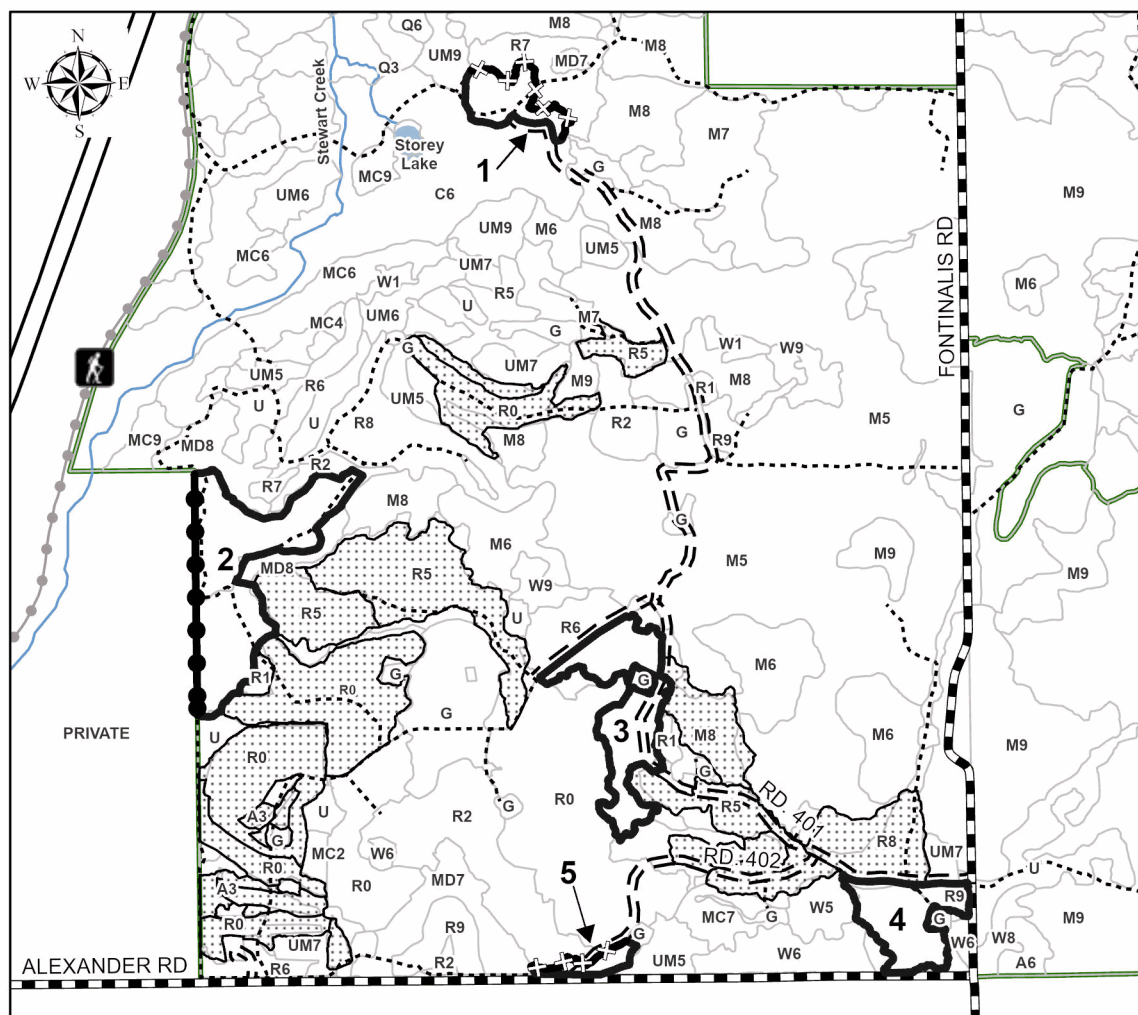 N
W E
S
Q6
M8
UM9
R7
MD7
M8
Q3
Stewart Creek
Storey
Lake
M8
M7
1
MC9
G
UM6
C6
M9
UM9
M6
M8
UM5
MC6
MC6
UM7
FONTINALIS RD
W1
R5
M6
U
MC4
UM6
M7
G
G
R5
W1
W9
UM7
UM5
M9
M8
R6
UM5
R1
U
R0
G
U
R8
R2
M5
MC9
MD8
M8
G
R9
R2
R7
M8
G
M6
2
MD8
R5
M5
M9
W9
M9
R5
U
R6
R1
R0
G
G
M6
PRIVATE
U
G
3
M8
M6
R0
R1
M9
G
G
R0
R5
RD. 401
A3
U
R2
G
MC2
W6
RD. 402
R8
UM7
R0
R0
MD7
5
U
A3
MC7
G
W5
R9
R0
R9
4
G
M9
UM7
G
W6
W8
ALEXANDER RD
R6
R2
UM5
W6
A6